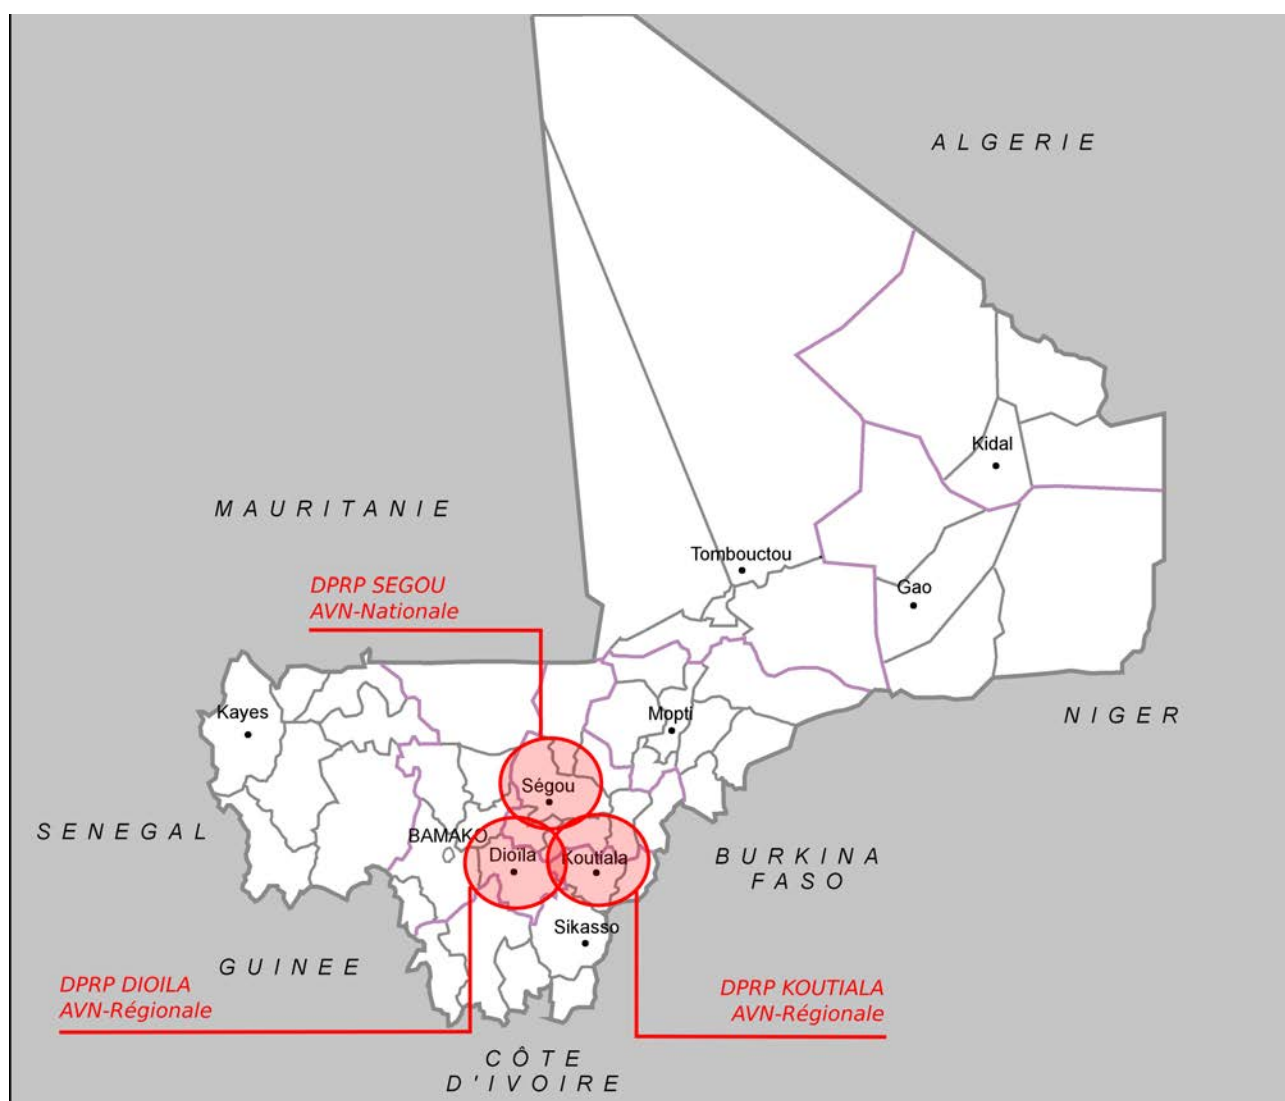 ALGERIE
Kidal
MAURITANIE
Tombouctou
Gao
DPRP SEGOU
AVN-Nationale
Kayes
Mopti
NIGER
Ségou
SENEGAL
BAMAKO
Dioïla
Koutiala
BURKINA
FASO
Sikasso
GUINEE
DPRP DIOILA
AVN-Régionale
DPRP KOUTIALA
AVN-Régionale
CÔTE
D'IVOIRE